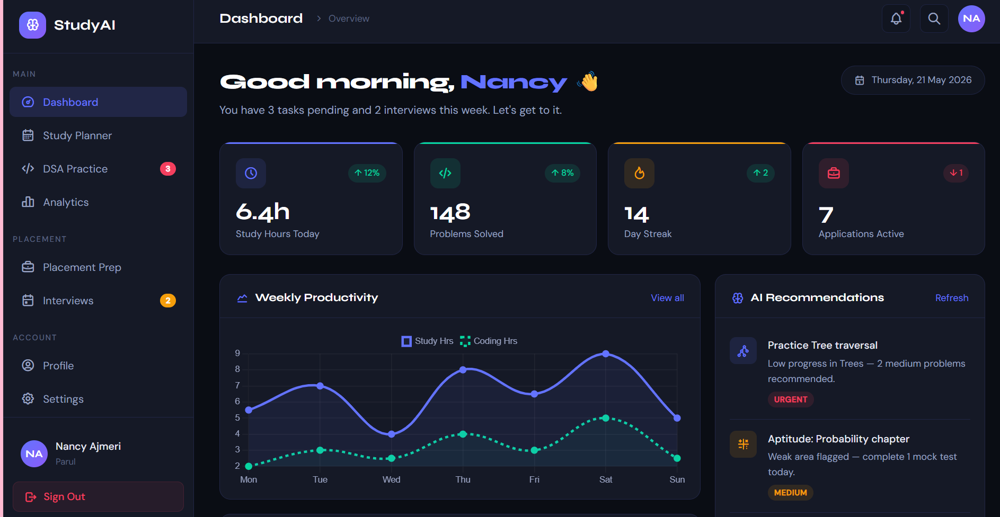 StudyAI
MAIN
Dashboard
Study Planner
DSA Practice 3
Analytics
PLACEMENT
Placement Prep
Interviews 2
ACCOUNT
Profile
Settings
NA
Nancy Ajmeri
Parul
Sign Out
Dashboard > Overview
NA
Good morning, Nancy 👋
Thursday, 21 May 2026
You have 3 tasks pending and 2 interviews this week. Let's get to it.
↑ 12%
6.4h
Study Hours Today
↑ 8%
148
Problems Solved
↑ 2
14
Day Streak
↓ 1
7
Applications Active
Weekly Productivity
View all
Study Hrs Coding Hrs
9
8
7
6
5
4
3
2
Mon Tue Wed Thu Fri Sat Sun
AI Recommendations
Refresh
Practice Tree traversal
Low progress in Trees — 2 medium problems
recommended.
URGENT
Aptitude: Probability chapter
Weak area flagged — complete 1 mock test
today.
MEDIUM